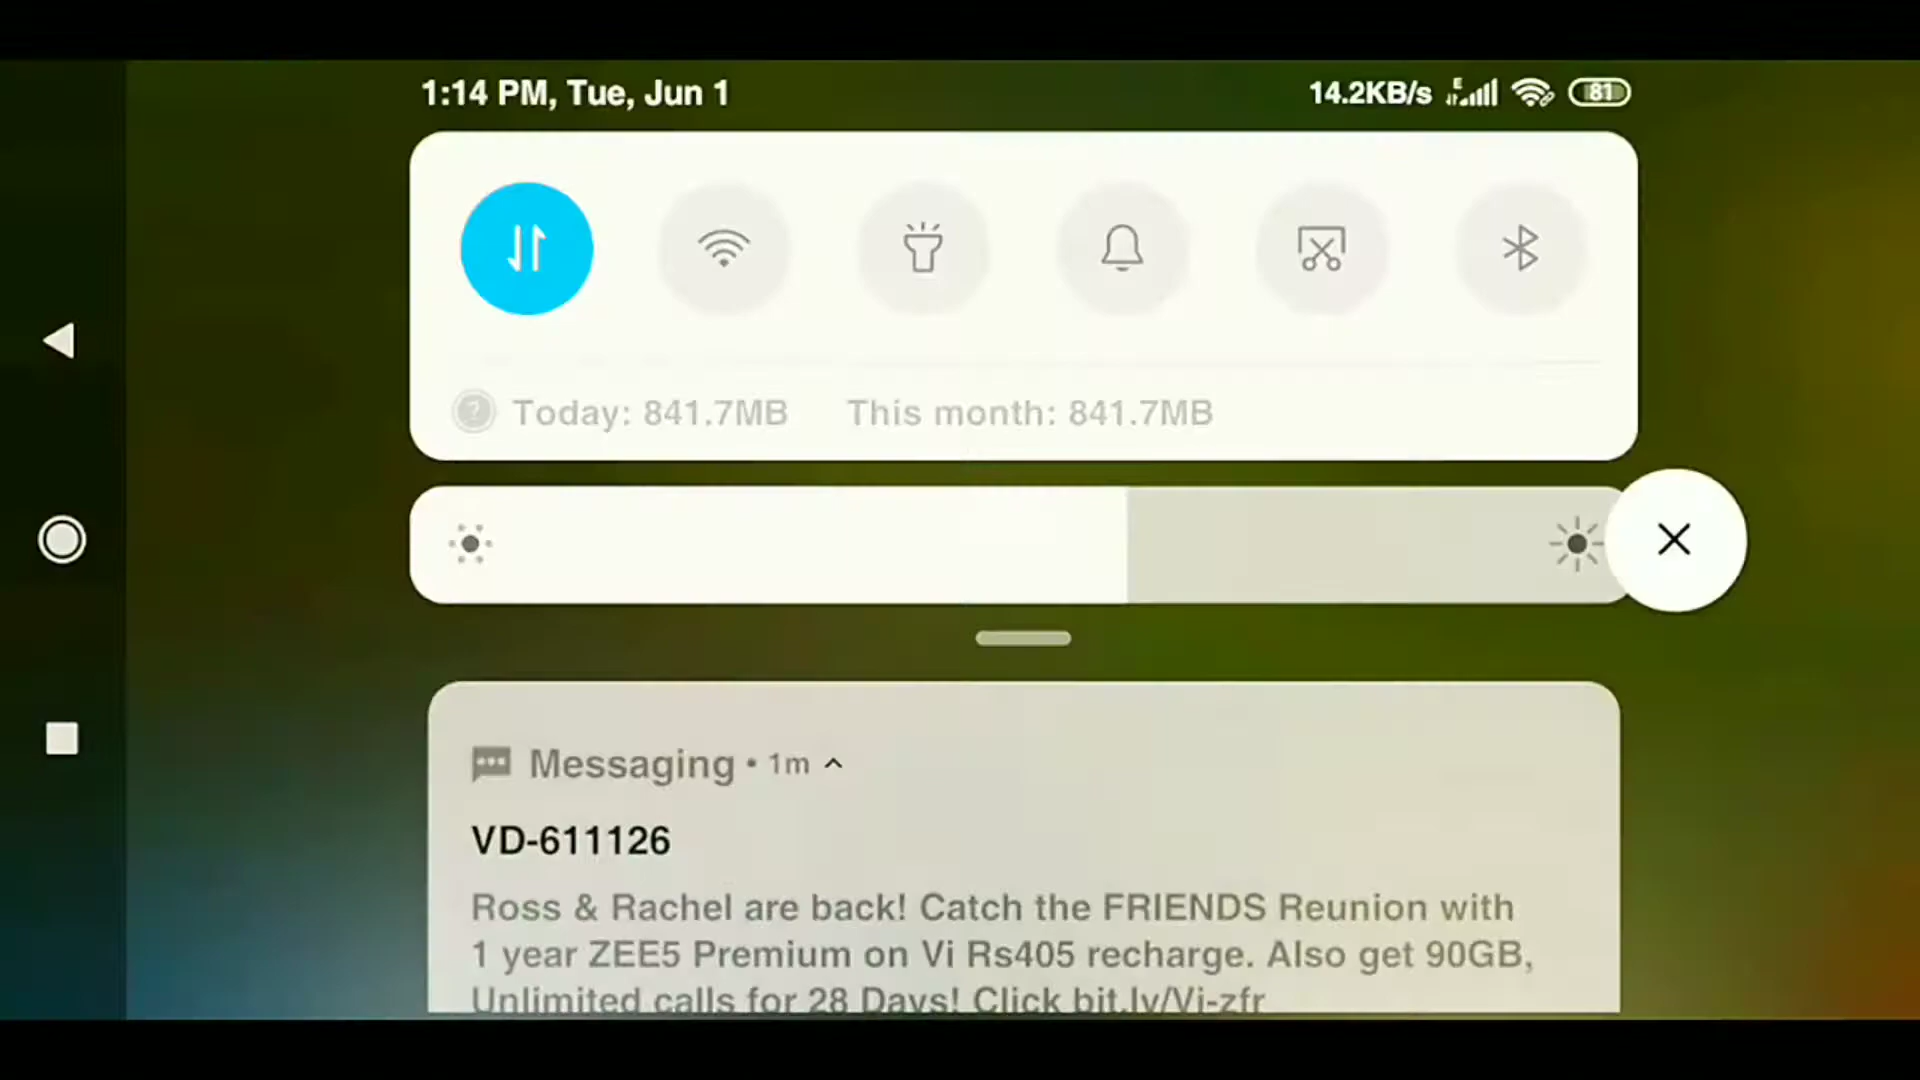 1:14 PM, Tue, Jun 1
14.2KB/s E 81
Today: 841.7MB This month: 841.7MB
Messaging • 1m
VD-611126
Ross & Rachel are back! Catch the FRIENDS Reunion with
1 year ZEE5 Premium on Vi Rs405 recharge. Also get 90GB,
Unlimited calls for 28 Days! Click bit.ly/Vi-zfr